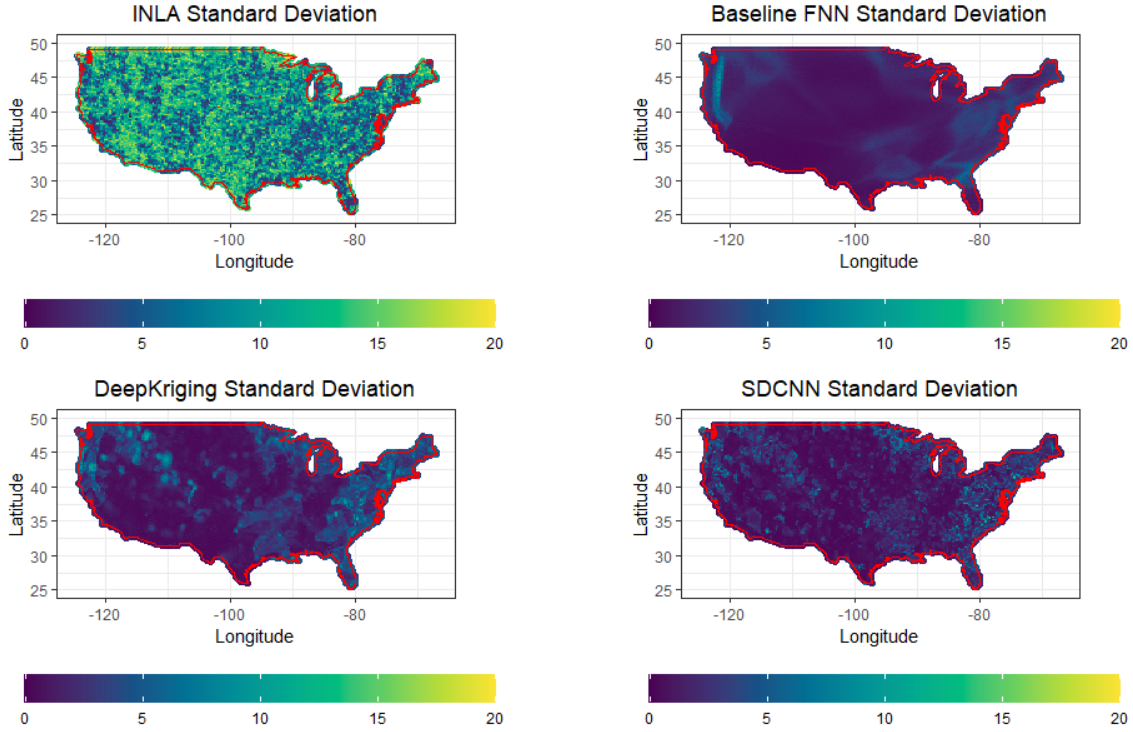 INLA Standard Deviation
50
45
40
35
30
25
Latitude
-120 -100 -80
Longitude
0 5 10 15 20
Baseline FNN Standard Deviation
50
45
40
35
30
25
Latitude
-120 -100 -80
Longitude
0 5 10 15 20
DeepKriging Standard Deviation
50
45
40
35
30
25
Latitude
-120 -100 -80
Longitude
0 5 10 15 20
SDCNN Standard Deviation
50
45
40
35
30
25
Latitude
-120 -100 -80
Longitude
0 5 10 15 20